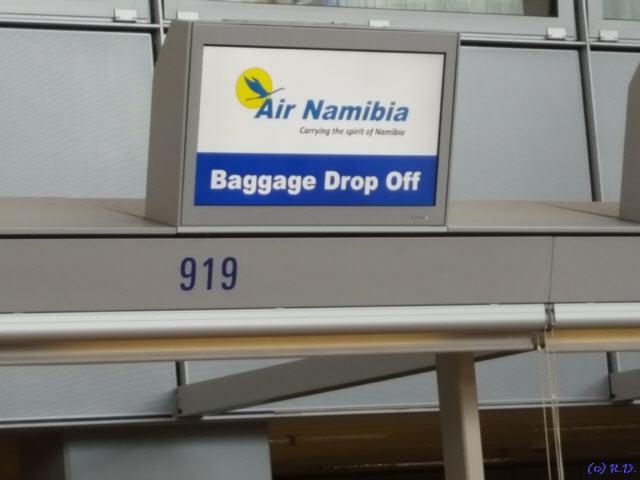 Air Namibia
Carrying the spirit of Namibia
Baggage Drop Off
919
(c) R.D.